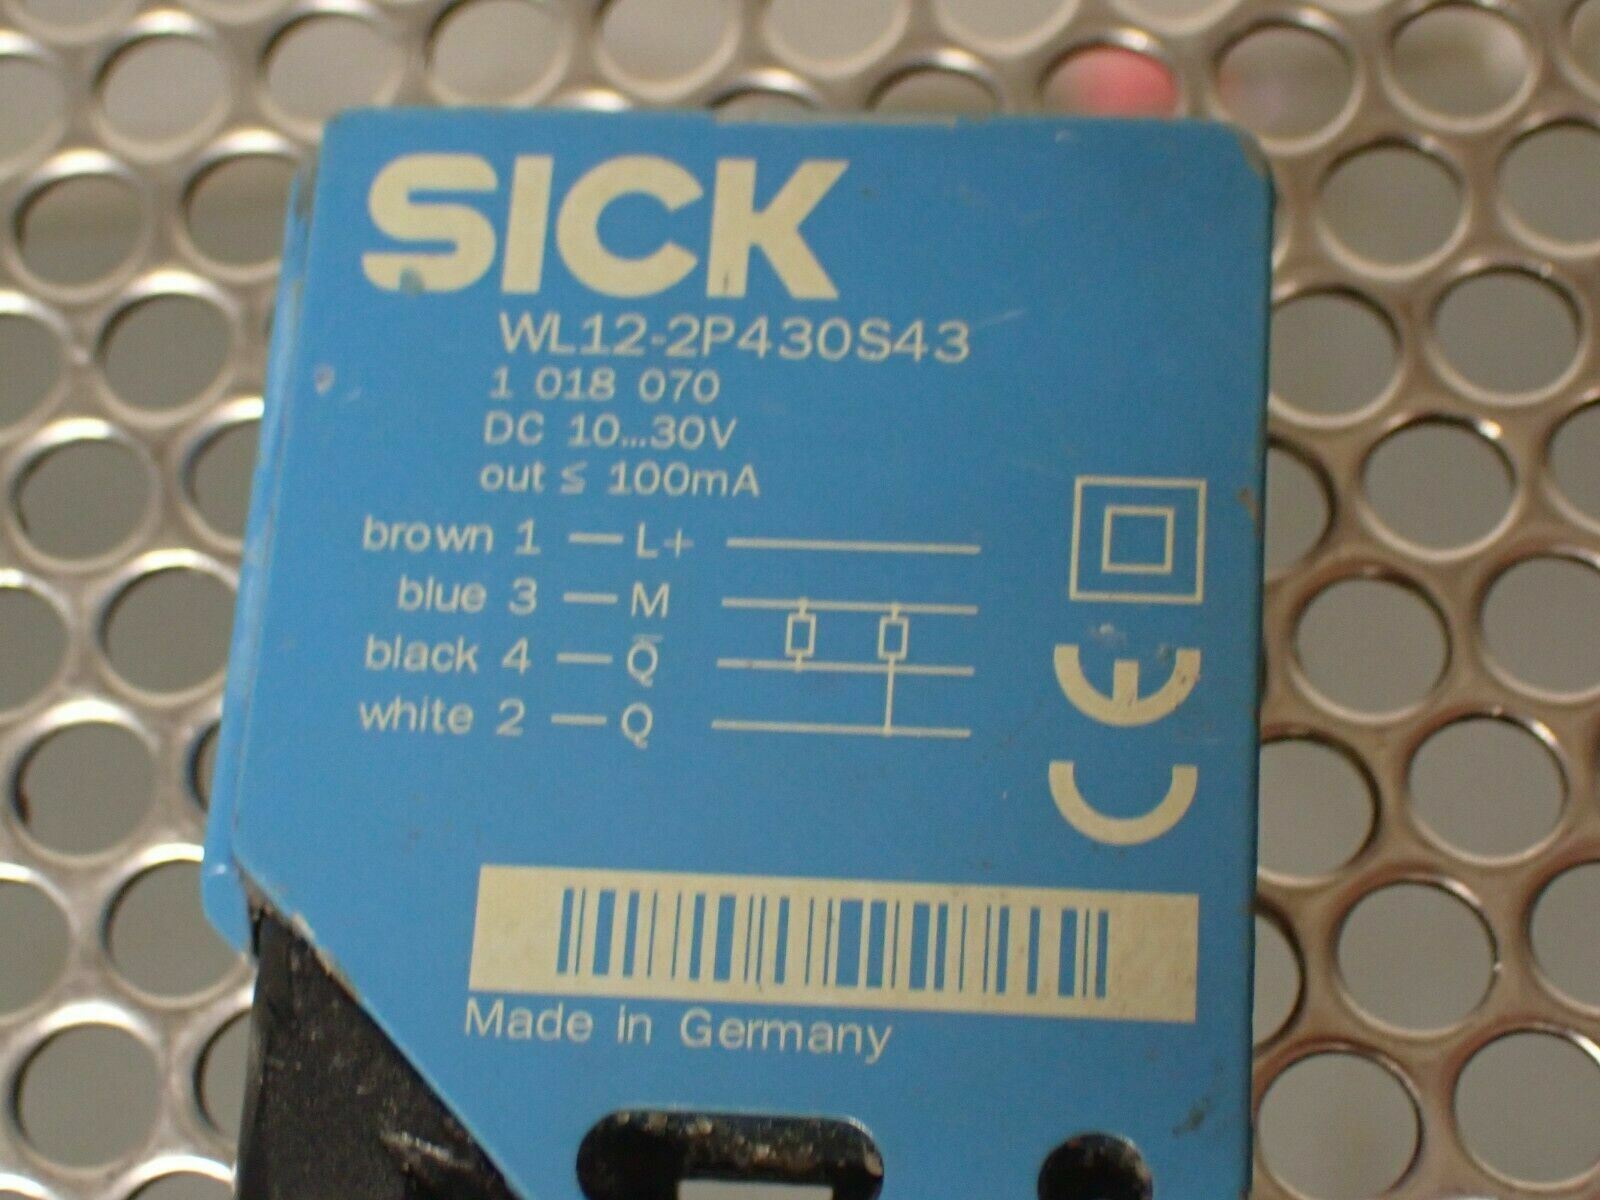 SICK
WL12-2P430S43
1 018 070
DC 10...30V
out ≤ 100mA
brown 1 — L+
blue 3 — M
black 4 — Q̅
white 2 — Q
CE
Made in Germany